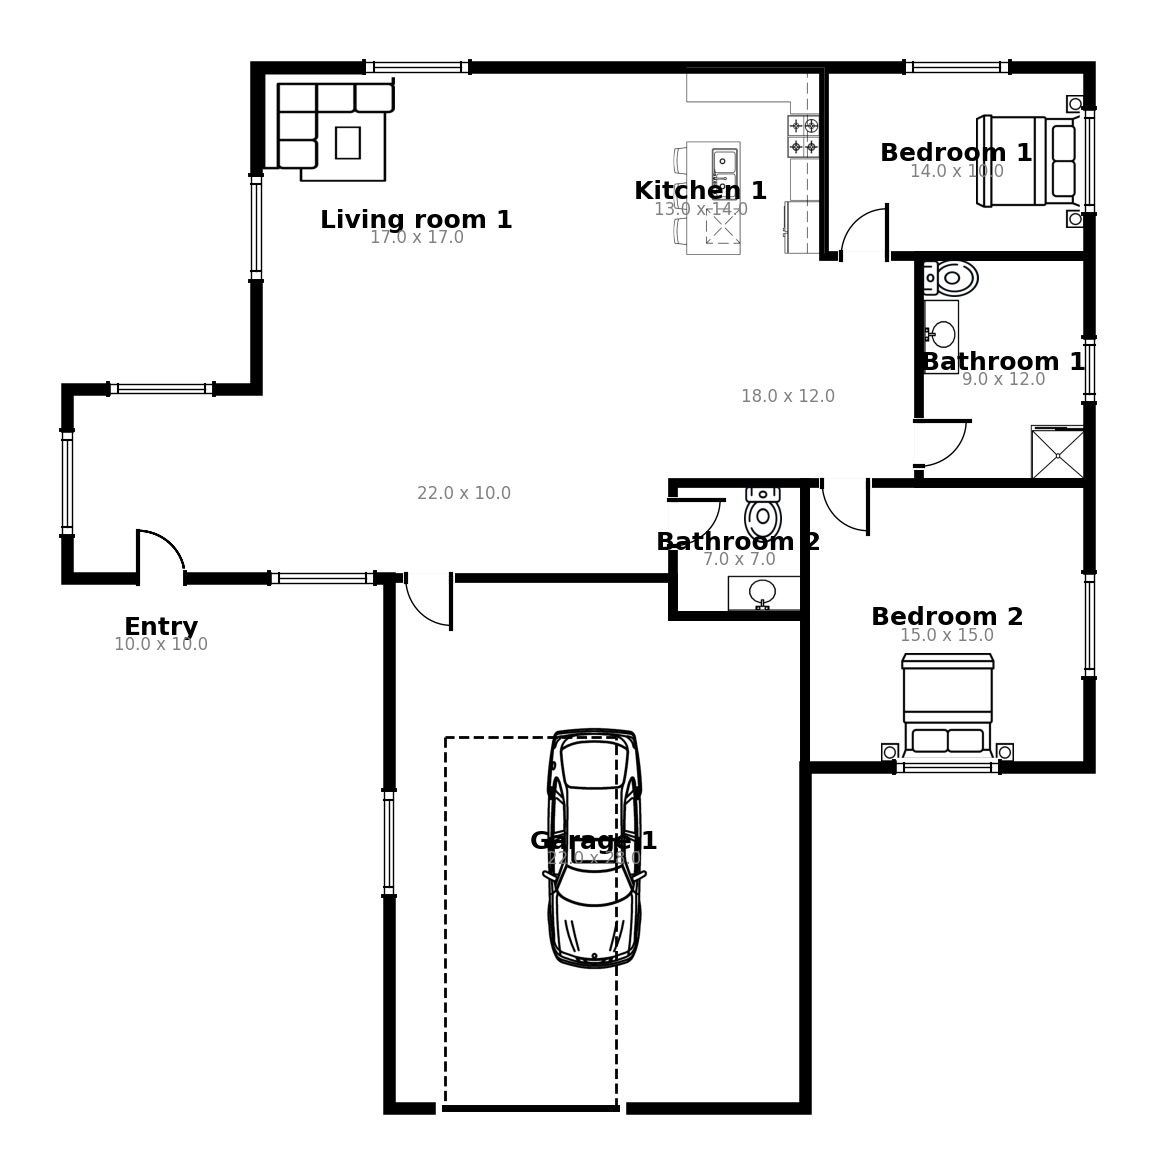 Bedroom 1
14.0 x 10.0
Kitchen 1
13.0 x 14.0
Living room 1
17.0 x 17.0
Bathroom 1
9.0 x 12.0
18.0 x 12.0
22.0 x 10.0
Bathroom 2
7.0 x 7.0
Bedroom 2
15.0 x 15.0
Entry
10.0 x 10.0
Garage 1
22.0 x 28.0